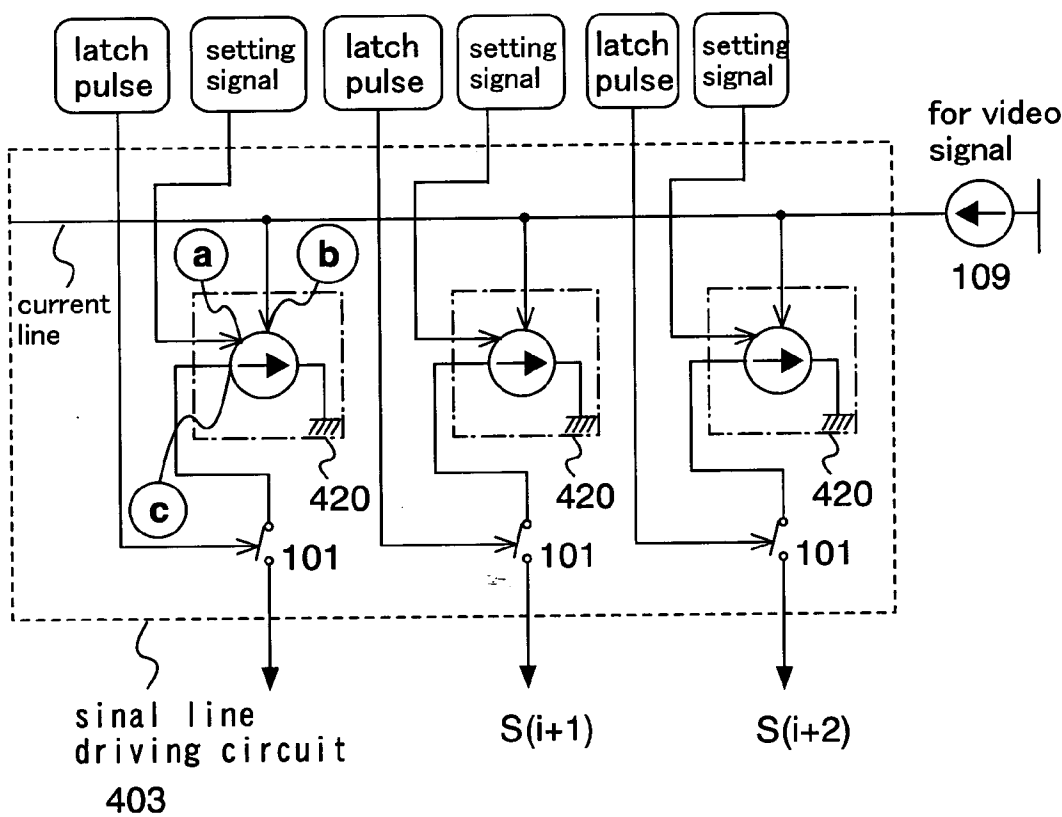 latch
pulse
setting
signal
latch
pulse
setting
signal
latch
pulse
setting
signal
for video
signal
109
current
line
a
b
c
420
420
420
101
101
101
sinal line
driving circuit
403
S(i+1)
S(i+2)